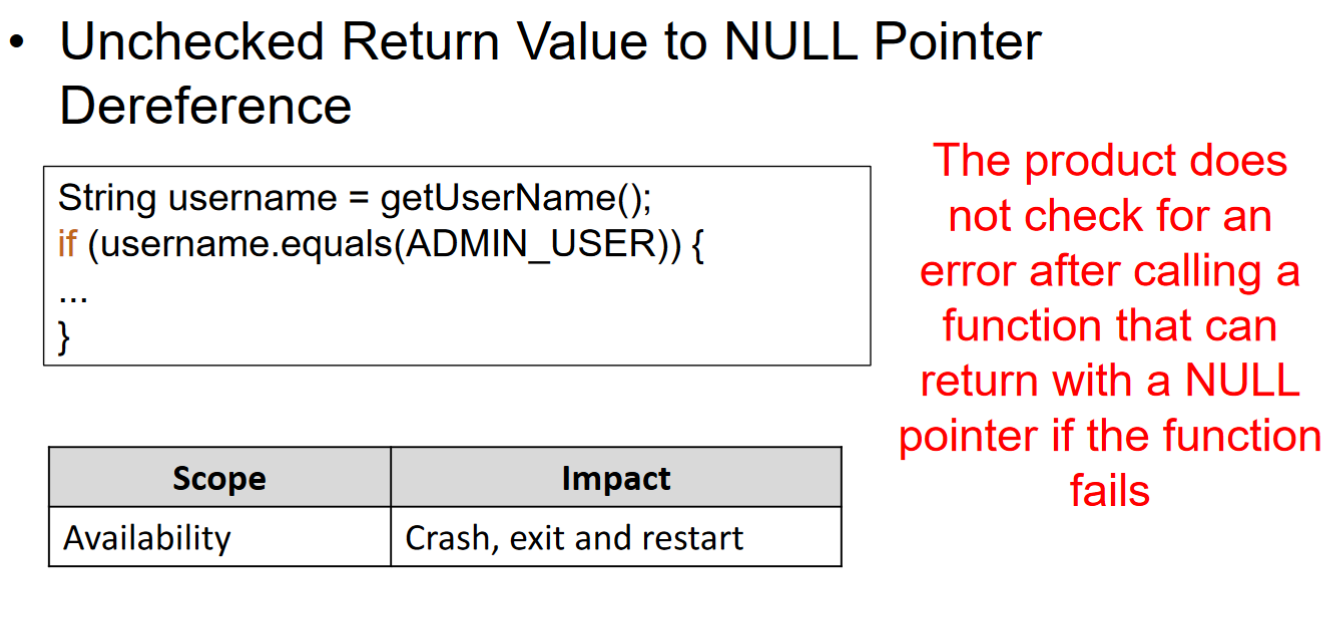 • Unchecked Return Value to NULL Pointer
Dereference
String username = getUserName();
if (username.equals(ADMIN_USER)) {
...
}
The product does
not check for an
error after calling a
function that can
return with a NULL
pointer if the function
fails
Scope Impact
Availability Crash, exit and restart